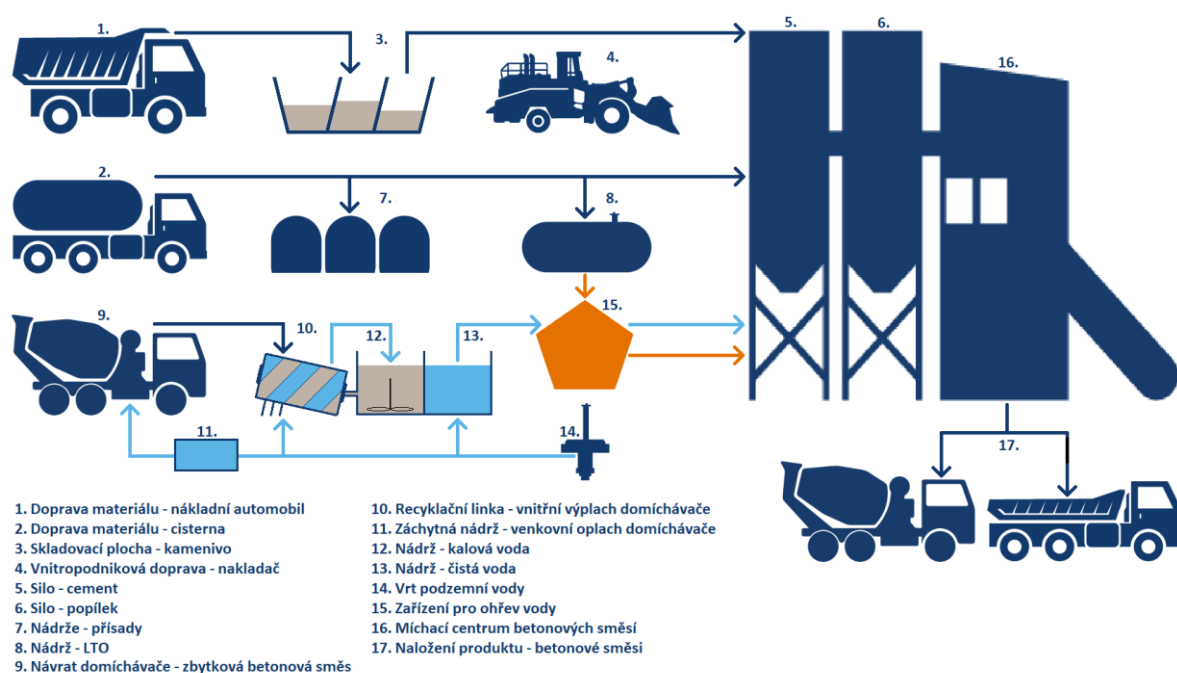 1.
2.
3.
4.
5.
6.
7.
8.
9.
10.
11.
12.
13.
14.
15.
16.
17.
1. Doprava materiálu - nákladní automobil
2. Doprava materiálu - cisterna
3. Skladovací plocha - kamenivo
4. Vnitropodniková doprava - nakladač
5. Silo - cement
6. Silo - popílek
7. Nádrže - přísady
8. Nádrž - LTO
9. Návrat domíchávače - zbytková betonová směs
10. Recyklační linka - vnitřní výplach domíchávače
11. Záchytná nádrž - venkovní oplach domíchávače
12. Nádrž - kalová voda
13. Nádrž - čistá voda
14. Vrt podzemní vody
15. Zařízení pro ohřev vody
16. Míchací centrum betonových směsí
17. Naložení produktu - betonové směsi